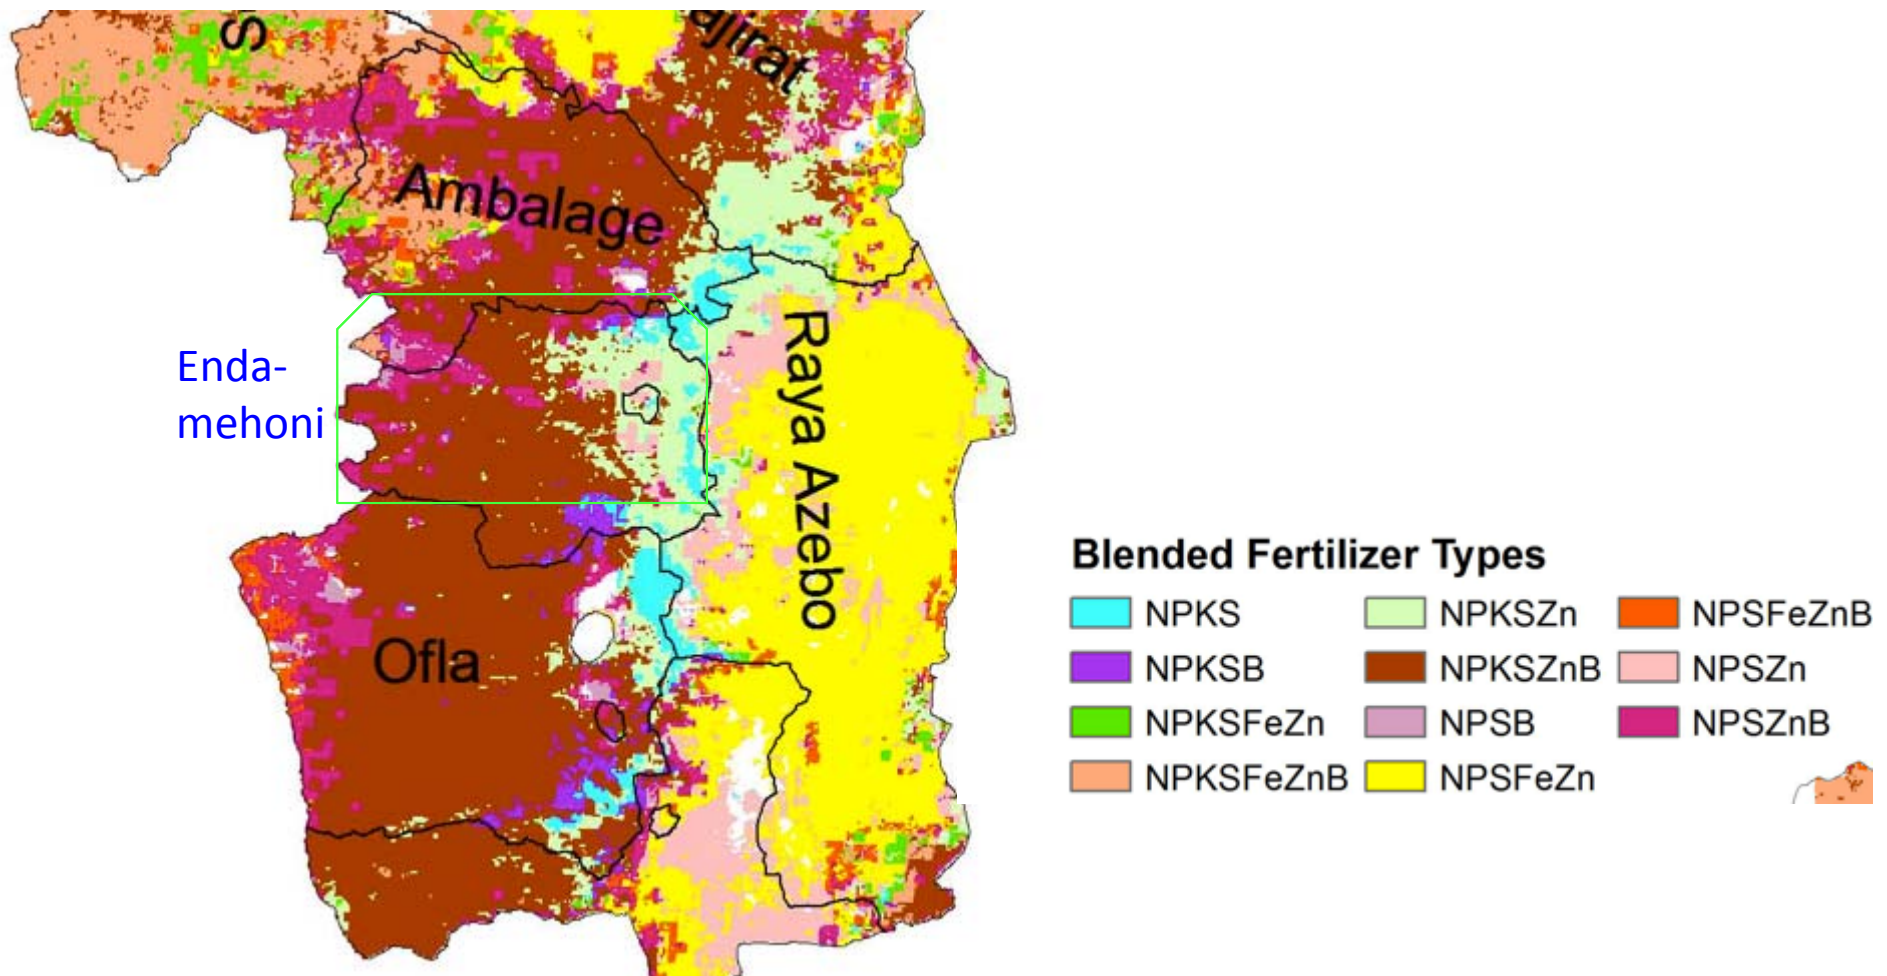 S
ajirat
Ambalage
Enda-
mehoni
Raya Azebo
Ofla
Blended Fertilizer Types
NPKS
NPKSZn
NPSFeZnB
NPKSB
NPKSZnB
NPSZn
NPKSFeZn
NPSB
NPSZnB
NPKSFeZnB
NPSFeZn